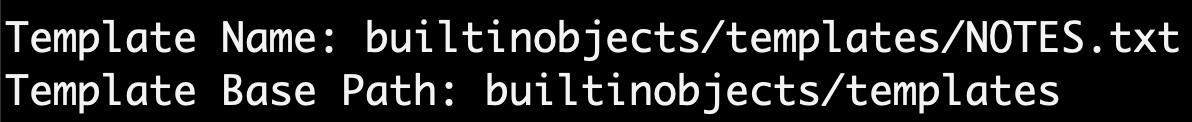 Template Name: builtinobjects/templates/NOTES.txt
Template Base Path: builtinobjects/templates